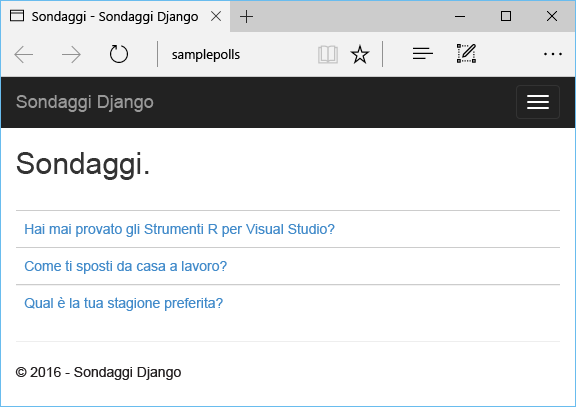 Sondaggi - Sondaggi Django
samplepolls
Sondaggi Django
Sondaggi.
Hai mai provato gli Strumenti R per Visual Studio?
Come ti sposti da casa a lavoro?
Qual è la tua stagione preferita?
© 2016 - Sondaggi Django